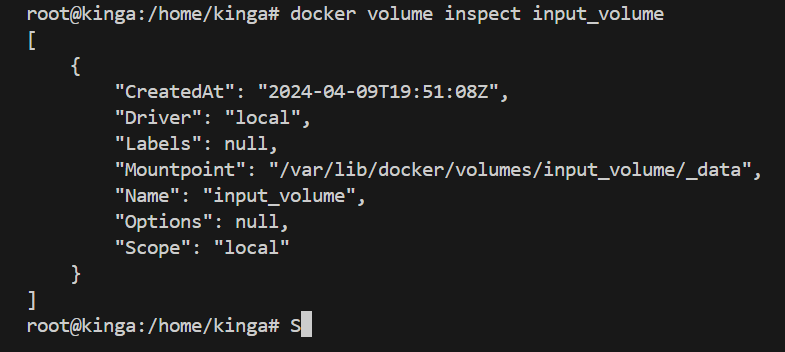 root@kinga:/home/kinga# docker volume inspect input_volume
[
    {
        "CreatedAt": "2024-04-09T19:51:08Z",
        "Driver": "local",
        "Labels": null,
        "Mountpoint": "/var/lib/docker/volumes/input_volume/_data",
        "Name": "input_volume",
        "Options": null,
        "Scope": "local"
    }
]
root@kinga:/home/kinga# S